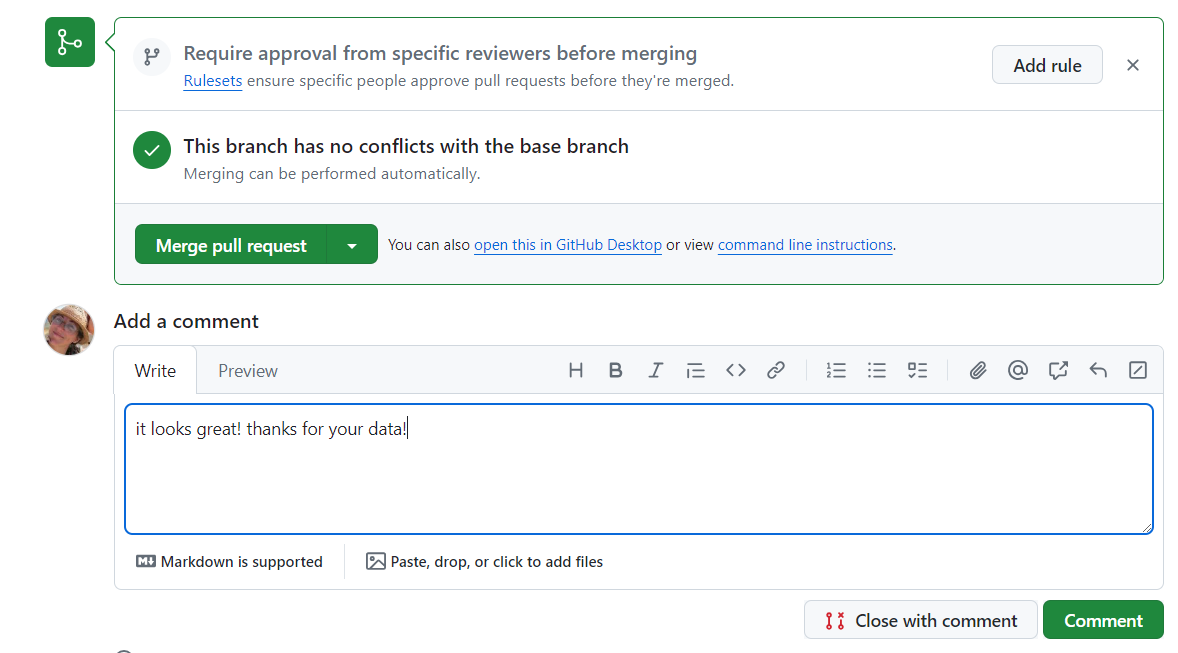 Require approval from specific reviewers before merging
Rulesets ensure specific people approve pull requests before they're merged.
Add rule
This branch has no conflicts with the base branch
Merging can be performed automatically.
Merge pull request
You can also open this in GitHub Desktop or view command line instructions.
Add a comment
Write
Preview
it looks great! thanks for your data!
Markdown is supported
Paste, drop, or click to add files
Close with comment
Comment